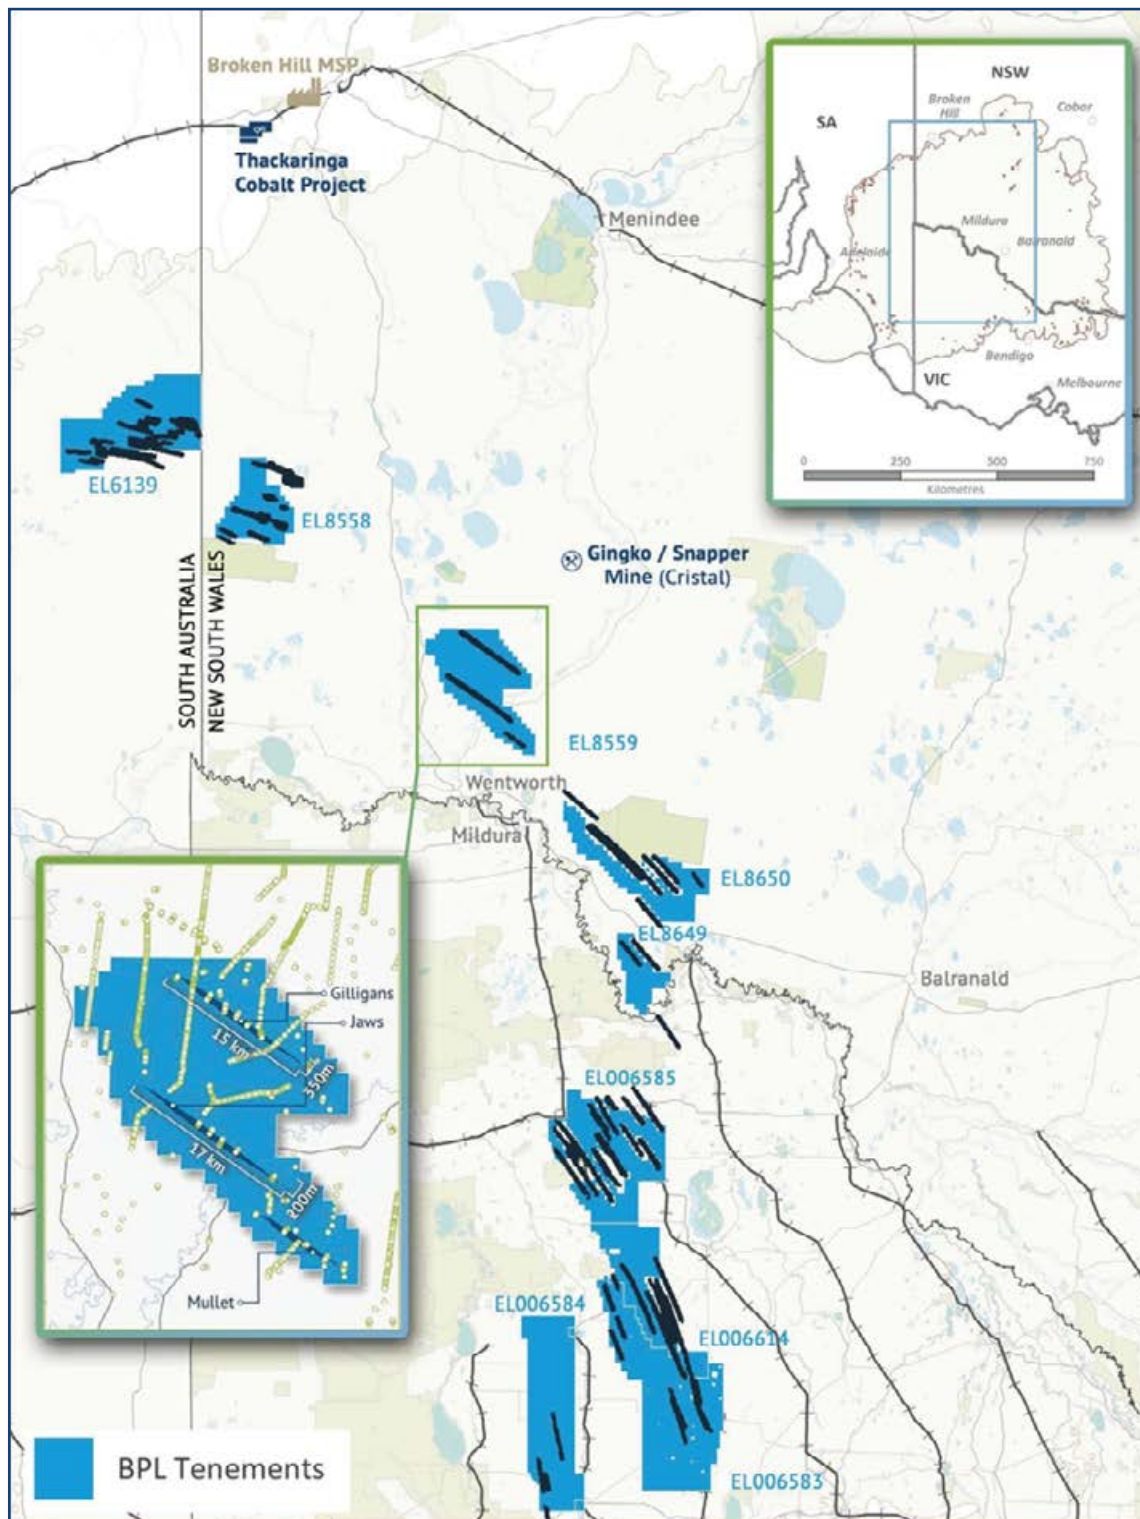 Broken Hill MSP
Thackaringa
Cobalt Project
Menindee
NSW
Broken
Hill
Cobar
SA
Mildura
Balranald
Adelaide
Bendigo
VIC
Melbourne
0 250 500 750
Kilometres
EL6139
EL8558
Gingko / Snapper
Mine (Cristal)
SOUTH AUSTRALIA
NEW SOUTH WALES
EL8559
Wentworth
Mildura
EL8650
EL8649
Balranald
Gilligans
Jaws
15 km
350m
17 km
200m
Mullet
EL006585
EL006584
EL006614
EL006583
BPL Tenements